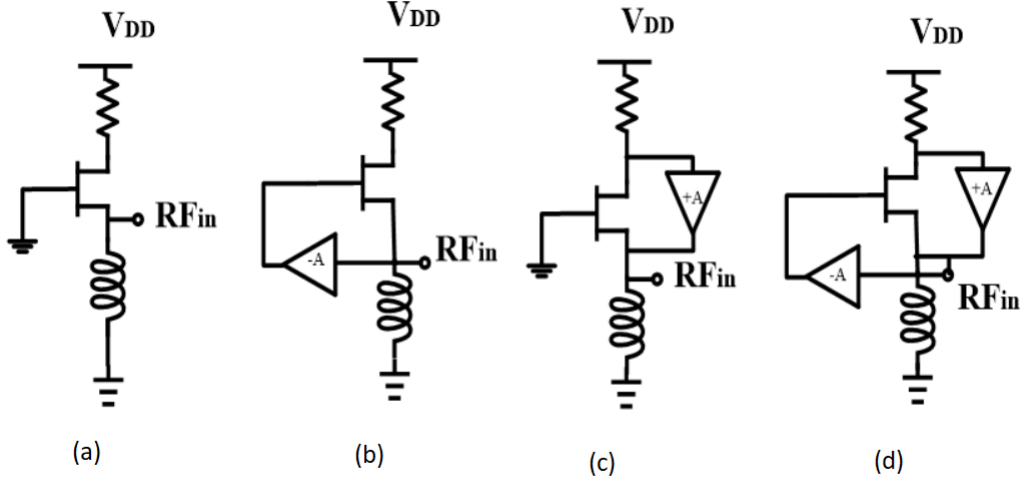 VDD
RFin
(a)
VDD
-A
RFin
(b)
VDD
+A
RFin
(c)
VDD
+A
-A
RFin
(d)